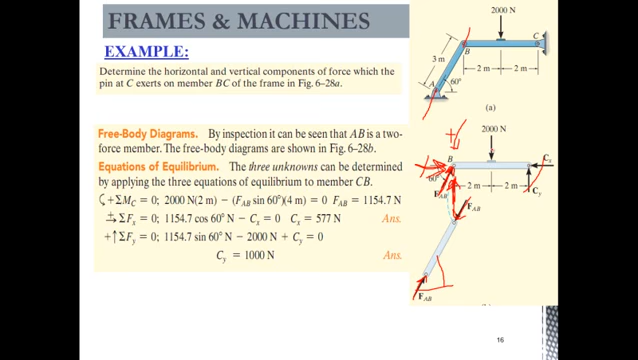 FRAMES & MACHINES
EXAMPLE:
Determine the horizontal and vertical components of force which the
pin at C exerts on member BC of the frame in Fig. 6–28a.
Free-Body Diagrams. By inspection it can be seen that AB is a two-
force member. The free-body diagrams are shown in Fig. 6–28b.
Equations of Equilibrium. The three unknowns can be determined
by applying the three equations of equilibrium to member CB.
↶+ΣM_C = 0; 2000 N(2 m) − (F_AB sin 60°)(4 m) = 0 F_AB = 1154.7 N
+→ ΣF_x = 0; 1154.7 cos 60° N − C_x = 0 C_x = 577 N Ans.
+↑ΣF_y = 0; 1154.7 sin 60° N − 2000 N + C_y = 0
C_y = 1000 N Ans.
2000 N
C
B
3 m
2 m
2 m
A
60°
(a)
+
2000 N
B
C_x
60°
2 m
2 m
C_y
F_AB
F_AB
F_AB
16